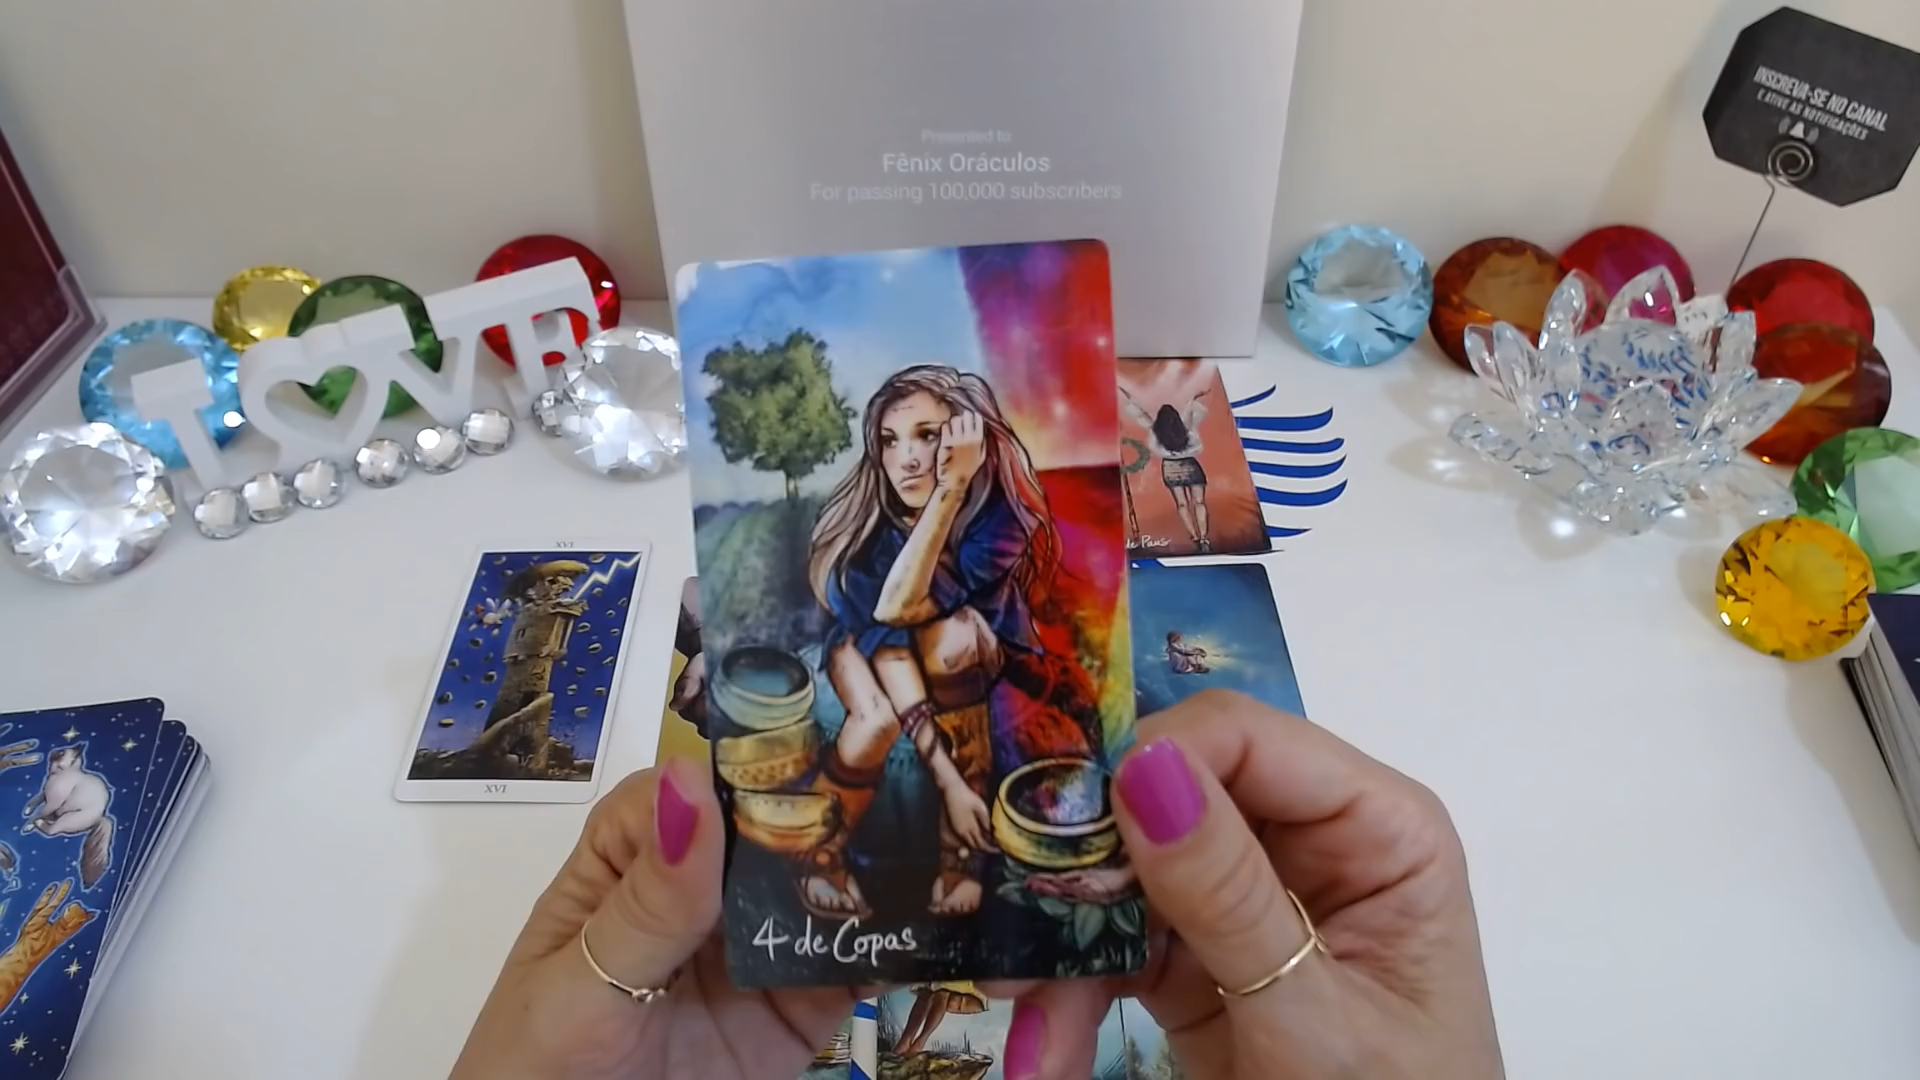 Presented to
Fênix Oráculos
For passing 100,000 subscribers
INSCREVA-SE NO CANAL
E ATIVE AS NOTIFICAÇÕES
LOVE
XVI
de Paus
XVI
4 de Copas